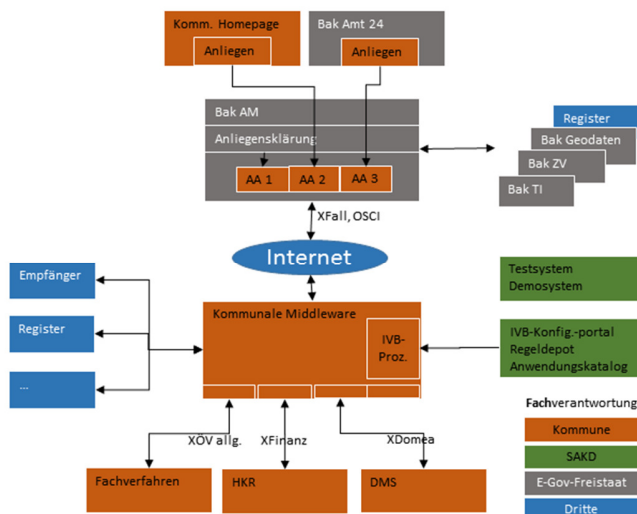 Komm. Homepage
Anliegen
Bak Amt 24
Anliegen
Bak AM
Anliegensklärung
AA 1
AA 2
AA 3
Register
Bak Geodaten
Bak ZV
Bak TI
XFall, OSCI
Internet
Empfänger
Register
...
Kommunale Middleware
IVB-
Proz.
Testsystem
Demosystem
IVB-Konfig.-portal
Regeldepot
Anwendungskatalog
XÖV allg.
XFinanz
XDomea
Fachverfahren
HKR
DMS
Fachverantwortung
Kommune
SAKD
E-Gov-Freistaat
Dritte